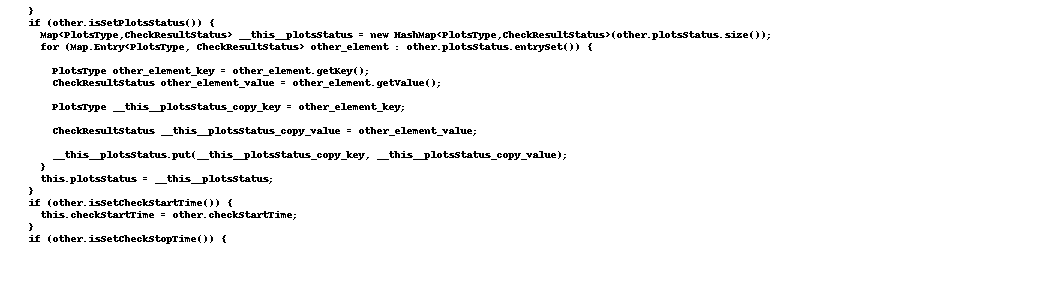 }
if (other.isSetPlotsStatus()) {
Map<PlotsType,CheckResultStatus> __this__plotsStatus = new HashMap<PlotsType,CheckResultStatus>(other.plotsStatus.size());
for (Map.Entry<PlotsType, CheckResultStatus> other_element : other.plotsStatus.entrySet()) {
PlotsType other_element_key = other_element.getKey();
CheckResultStatus other_element_value = other_element.getValue();
PlotsType __this__plotsStatus_copy_key = other_element_key;
CheckResultStatus __this__plotsStatus_copy_value = other_element_value;
__this__plotsStatus.put(__this__plotsStatus_copy_key, __this__plotsStatus_copy_value);
}
this.plotsStatus = __this__plotsStatus;
}
if (other.isSetCheckStartTime()) {
this.checkStartTime = other.checkStartTime;
}
if (other.isSetCheckStopTime()) {